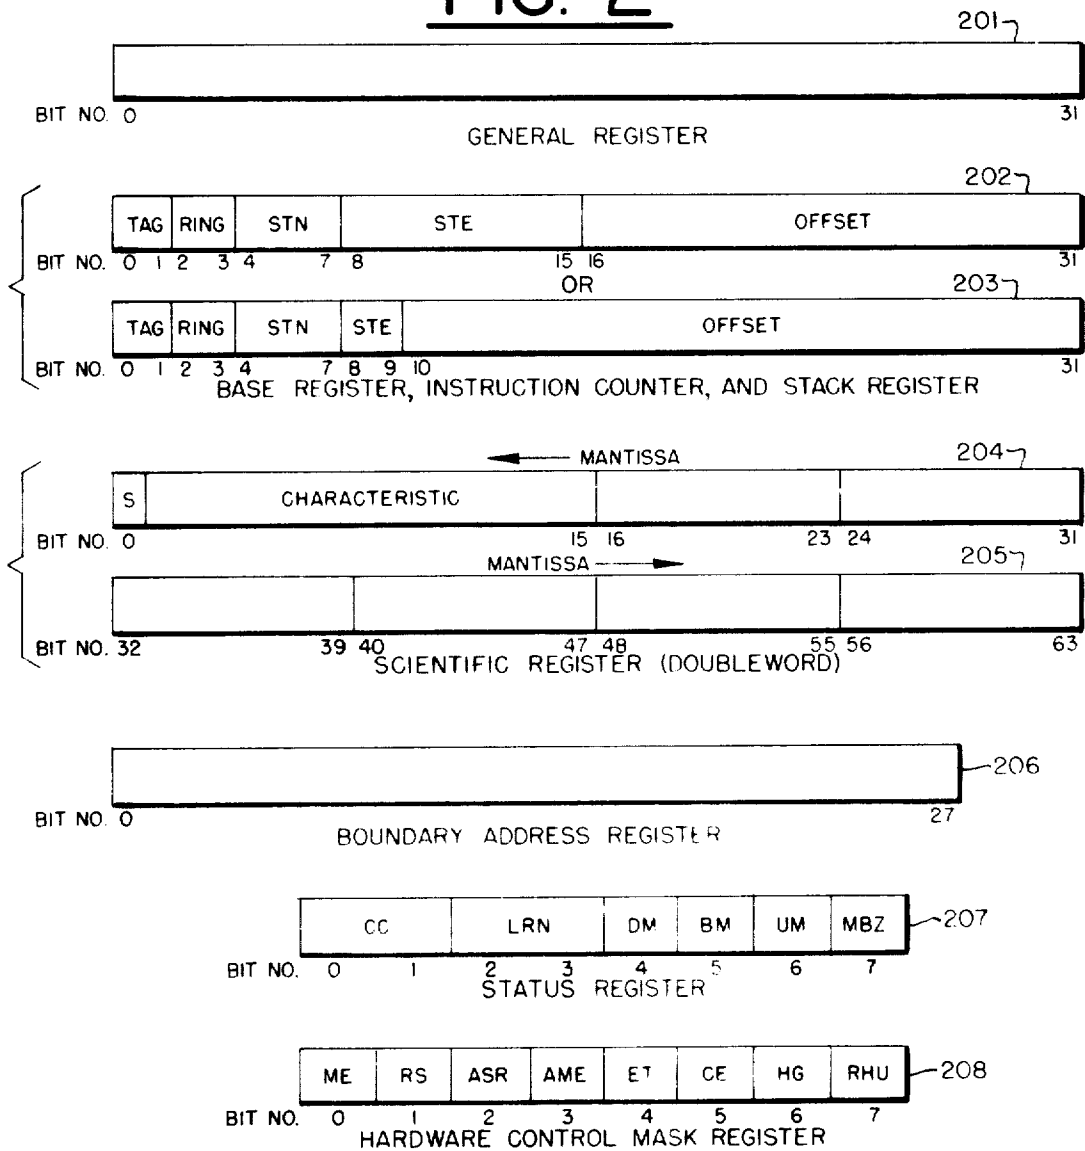 FIG. 2
201
BIT NO. 0 31
GENERAL REGISTER
202
TAG RING STN STE OFFSET
BIT NO. 0 1 2 3 4 7 8 15 16 31
OR
203
TAG RING STN STE OFFSET
BIT NO. 0 1 2 3 4 7 8 9 10 31
BASE REGISTER, INSTRUCTION COUNTER, AND STACK REGISTER
MANTISSA 204
S CHARACTERISTIC
BIT NO. 0 15 16 23 24 31
MANTISSA 205
BIT NO. 32 39 40 47 48 55 56 63
SCIENTIFIC REGISTER (DOUBLEWORD)
206
BIT NO. 0 27
BOUNDARY ADDRESS REGISTER
CC LRN DM BM UM MBZ 207
BIT NO. 0 1 2 3 4 5 6 7
STATUS REGISTER
ME RS ASR AME ET CE HG RHU 208
BIT NO. 0 1 2 3 4 5 6 7
HARDWARE CONTROL MASK REGISTER